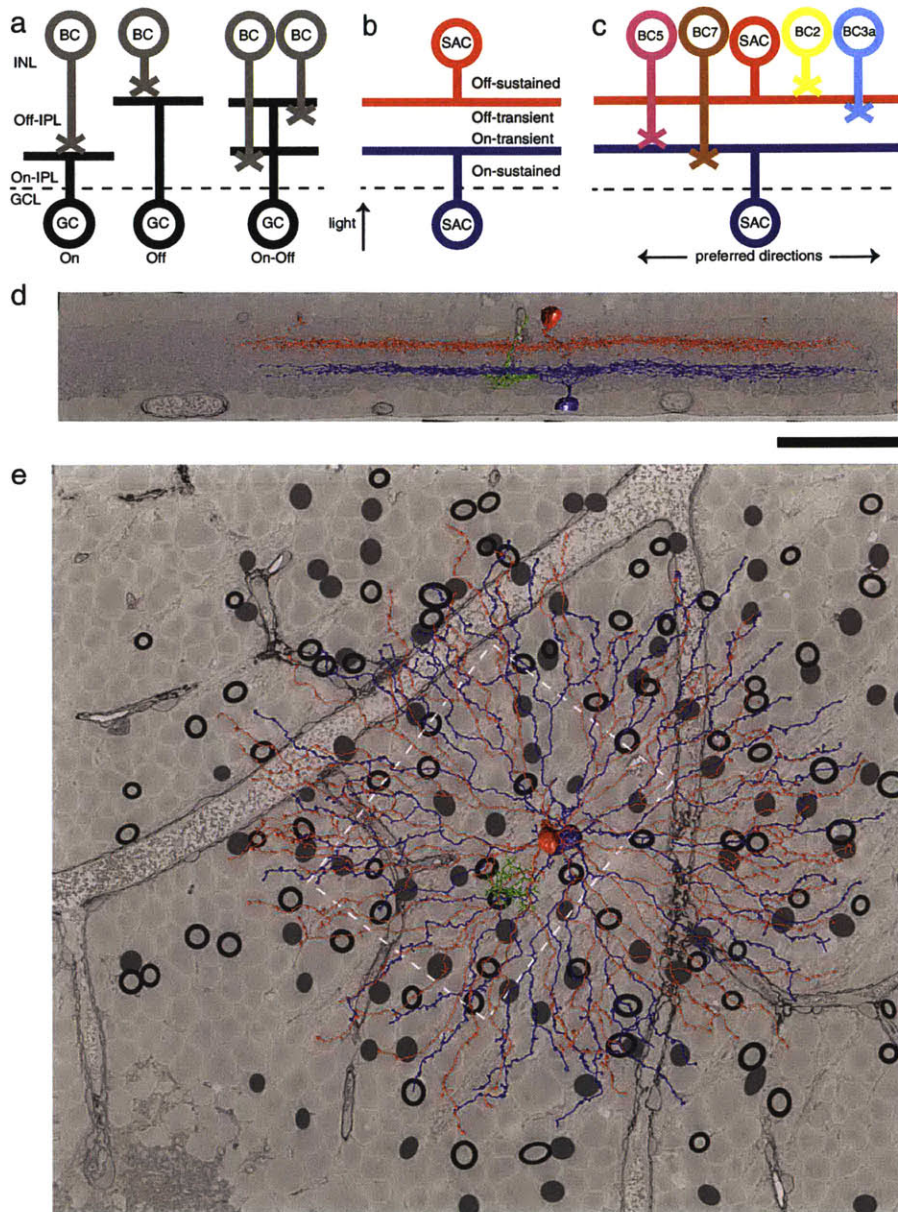 a
BC
BC
BC
BC
INL
Off-IPL
On-IPL
GCL
GC
GC
GC
On
Off
On-Off
b
SAC
Off-sustained
Off-transient
On-transient
On-sustained
light
SAC
c
BC5
BC7
SAC
BC2
BC3a
SAC
preferred directions
d
e